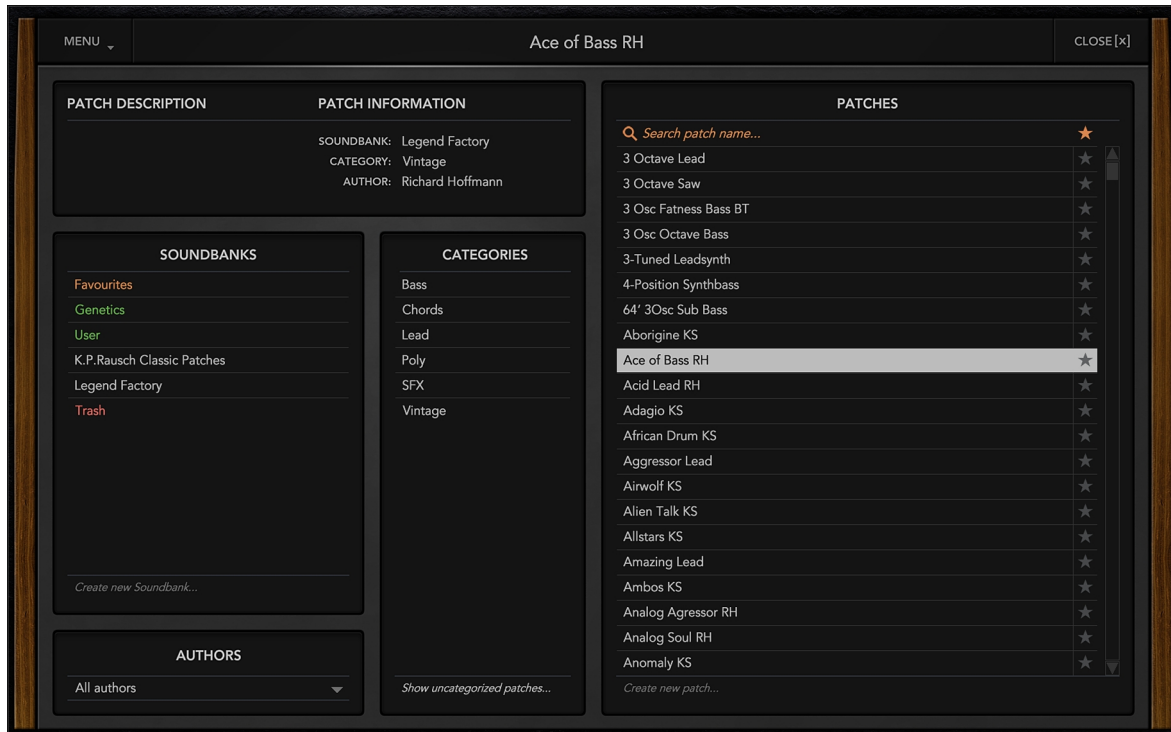 MENU
Ace of Bass RH
CLOSE[x]
PATCH DESCRIPTION
PATCH INFORMATION
SOUNDBANK: Legend Factory
CATEGORY: Vintage
AUTHOR: Richard Hoffmann
SOUNDBANKS
Favourites
Genetics
User
K.P.Rausch Classic Patches
Legend Factory
Trash
Create new Soundbank...
AUTHORS
All authors
CATEGORIES
Bass
Chords
Lead
Poly
SFX
Vintage
Show uncategorized patches...
PATCHES
Search patch name...
3 Octave Lead
3 Octave Saw
3 Osc Fatness Bass BT
3 Osc Octave Bass
3-Tuned Leadsynth
4-Position Synthbass
64' 3Osc Sub Bass
Aborigine KS
Ace of Bass RH
Acid Lead RH
Adagio KS
African Drum KS
Aggressor Lead
Airwolf KS
Alien Talk KS
Allstars KS
Amazing Lead
Ambos KS
Analog Agressor RH
Analog Soul RH
Anomaly KS
Create new patch...